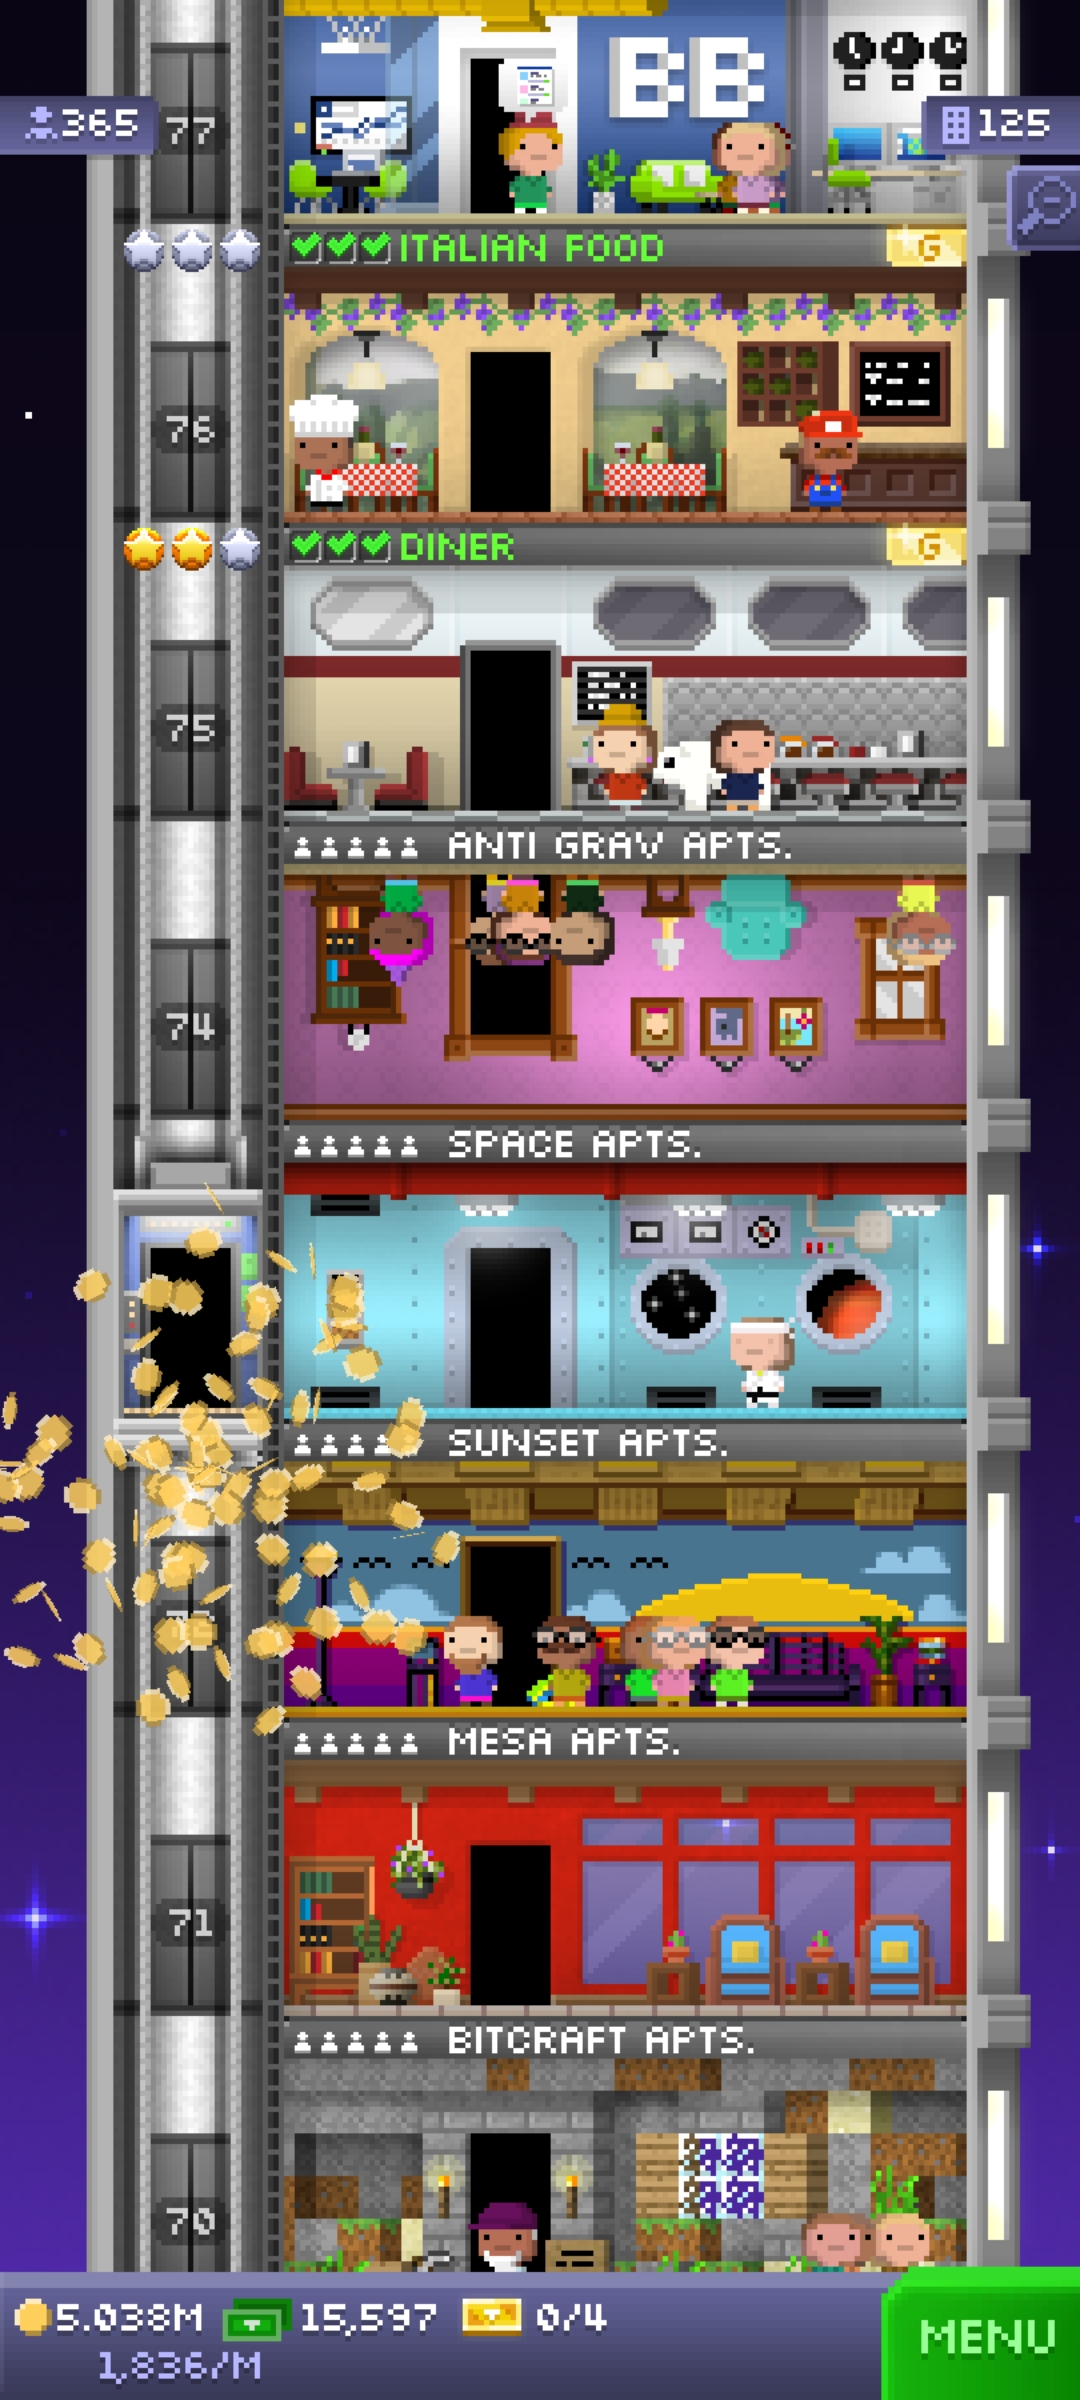 BB
365
77
125
ITALIAN FOOD
G
76
DINER
G
75
ANTI GRAV APTS.
74
SPACE APTS.
SUNSET APTS.
MESA APTS.
71
BITCRAFT APTS.
70
5.038M 15,597 0/4
1,836/M
MENU